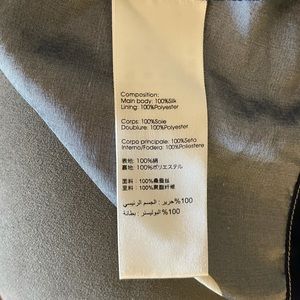 Composition:
Main body: 100%Silk
Lining: 100%Polyester
Corps: 100%Soie
Doublure: 100%Polyester
Corpo principale: 100%Seta
Interno/Fodera: 100%Poliestere
表地: 100%絹
裏地: 100%ポリエステル
面料: 100%桑蚕丝
里料: 100%聚酯纤维
%100 حرير : الجسم الرئيسي
%100 البوليستر : بطانة